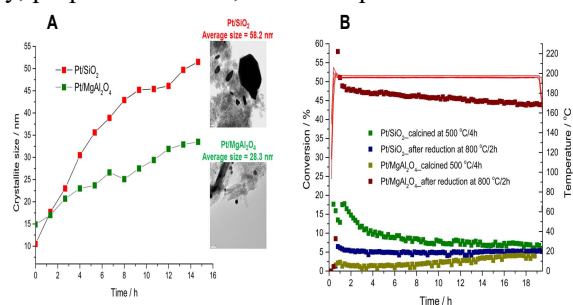 A
Pt/SiO2
Average size = 58.2 nm
Pt/SiO2
Pt/MgAl2O4
Pt/MgAl2O4
Average size = 28.3 nm
Crystallite size / nm
55
50
45
40
35
30
25
20
15
10
0 2 4 6 8 10 12 14 16
Time / h
B
Conversion / %
60
55
50
45
40
35
30
25
20
15
10
5
0
Pt/SiO2_calcined at 500 °C/4h
Pt/SiO2_after reduction at 800 °C/2h
Pt/MgAl2O4_calcined 500 °C/4h
Pt/MgAl2O4_after reduction at 800 °C/2h
220
200
180
160
140
120
100
80
60
40
20
0
Temperature / °C
0 2 4 6 8 10 12 14 16 18
Time / h